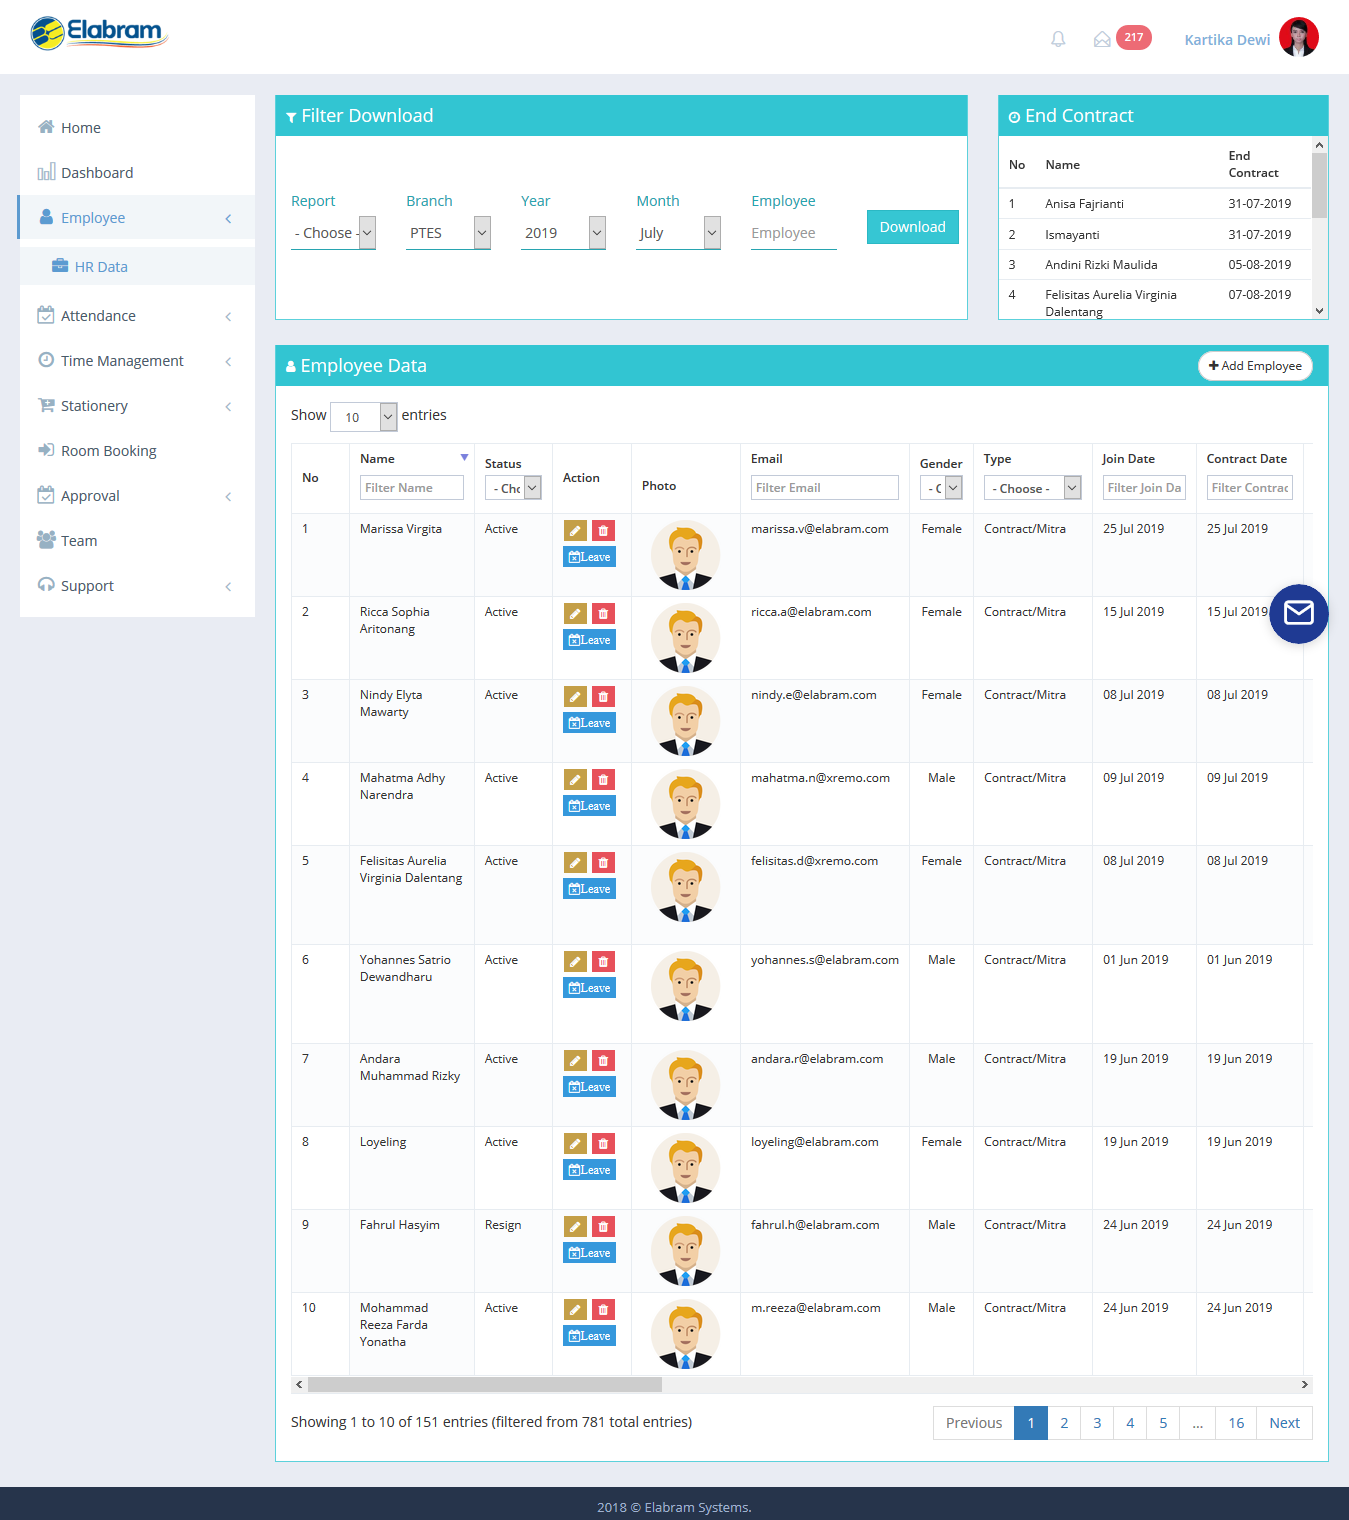 Elabram
217
Kartika Dewi
Home
Dashboard
Employee
HR Data
Attendance
Time Management
Stationery
Room Booking
Approval
Team
Support
Filter Download
Report Branch Year Month Employee
- Choose - PTES 2019 July Employee Download
End Contract
No Name End Contract
1 Anisa Fajrianti 31-07-2019
2 Ismayanti 31-07-2019
3 Andini Rizki Maulida 05-08-2019
4 Felisitas Aurelia Virginia 07-08-2019
Dalentang
Employee Data
Add Employee
Show 10 entries
No Name Status Action Photo Email Gender Type Join Date Contract Date
Filter Name - Cho Filter Email - C - Choose - Filter Join Da Filter Contrac
1 Marissa Virgita Active marissa.v@elabram.com Female Contract/Mitra 25 Jul 2019 25 Jul 2019
Leave
2 Ricca Sophia Active ricca.a@elabram.com Female Contract/Mitra 15 Jul 2019 15 Jul 2019
Aritonang Leave
3 Nindy Elyta Active nindy.e@elabram.com Female Contract/Mitra 08 Jul 2019 08 Jul 2019
Mawarty Leave
4 Mahatma Adhy Active mahatma.n@xremo.com Male Contract/Mitra 09 Jul 2019 09 Jul 2019
Narendra Leave
5 Felisitas Aurelia Active felisitas.d@xremo.com Female Contract/Mitra 08 Jul 2019 08 Jul 2019
Virginia Dalentang Leave
6 Yohannes Satrio Active yohannes.s@elabram.com Male Contract/Mitra 01 Jun 2019 01 Jun 2019
Dewandharu Leave
7 Andara Active andara.r@elabram.com Male Contract/Mitra 19 Jun 2019 19 Jun 2019
Muhammad Rizky Leave
8 Loyeling Active loyeling@elabram.com Female Contract/Mitra 19 Jun 2019 19 Jun 2019
Leave
9 Fahrul Hasyim Resign fahrul.h@elabram.com Male Contract/Mitra 24 Jun 2019 24 Jun 2019
Leave
10 Mohammad Active m.reeza@elabram.com Male Contract/Mitra 24 Jun 2019 24 Jun 2019
Reeza Farda Leave
Yonatha
Showing 1 to 10 of 151 entries (filtered from 781 total entries)
Previous 1 2 3 4 5 ... 16 Next
2018 © Elabram Systems.